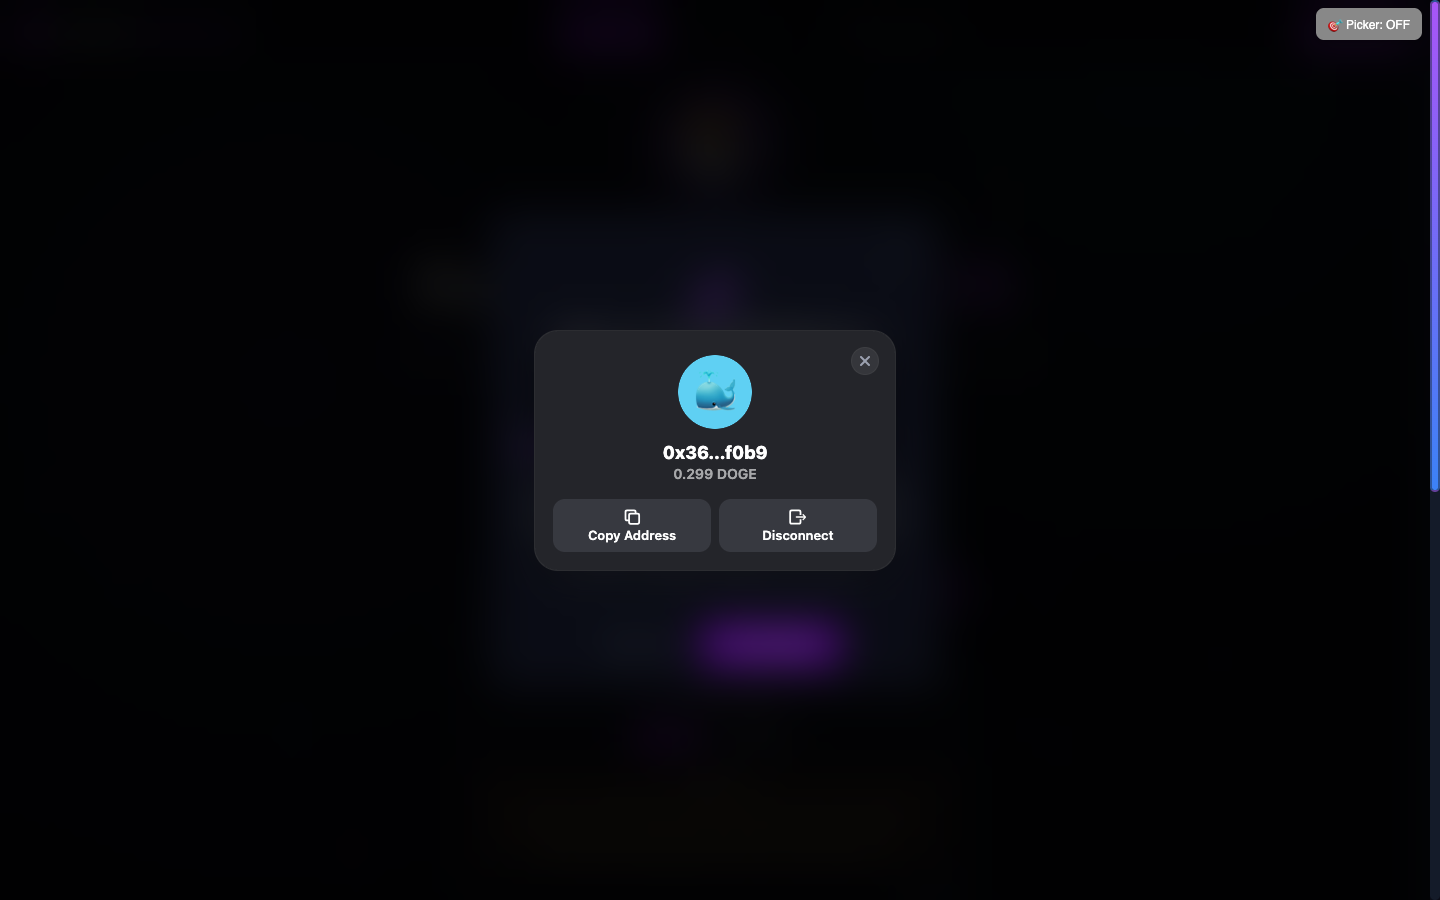 Picker: OFF
0x36...f0b9
0.299 DOGE
Copy Address
Disconnect